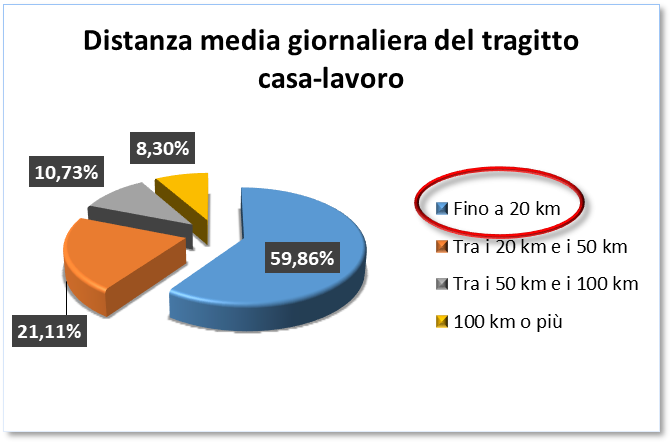 Distanza media giornaliera del tragitto
casa-lavoro
8,30%
10,73%
59,86%
21,11%
Fino a 20 km
Tra i 20 km e i 50 km
Tra i 50 km e i 100 km
100 km o più